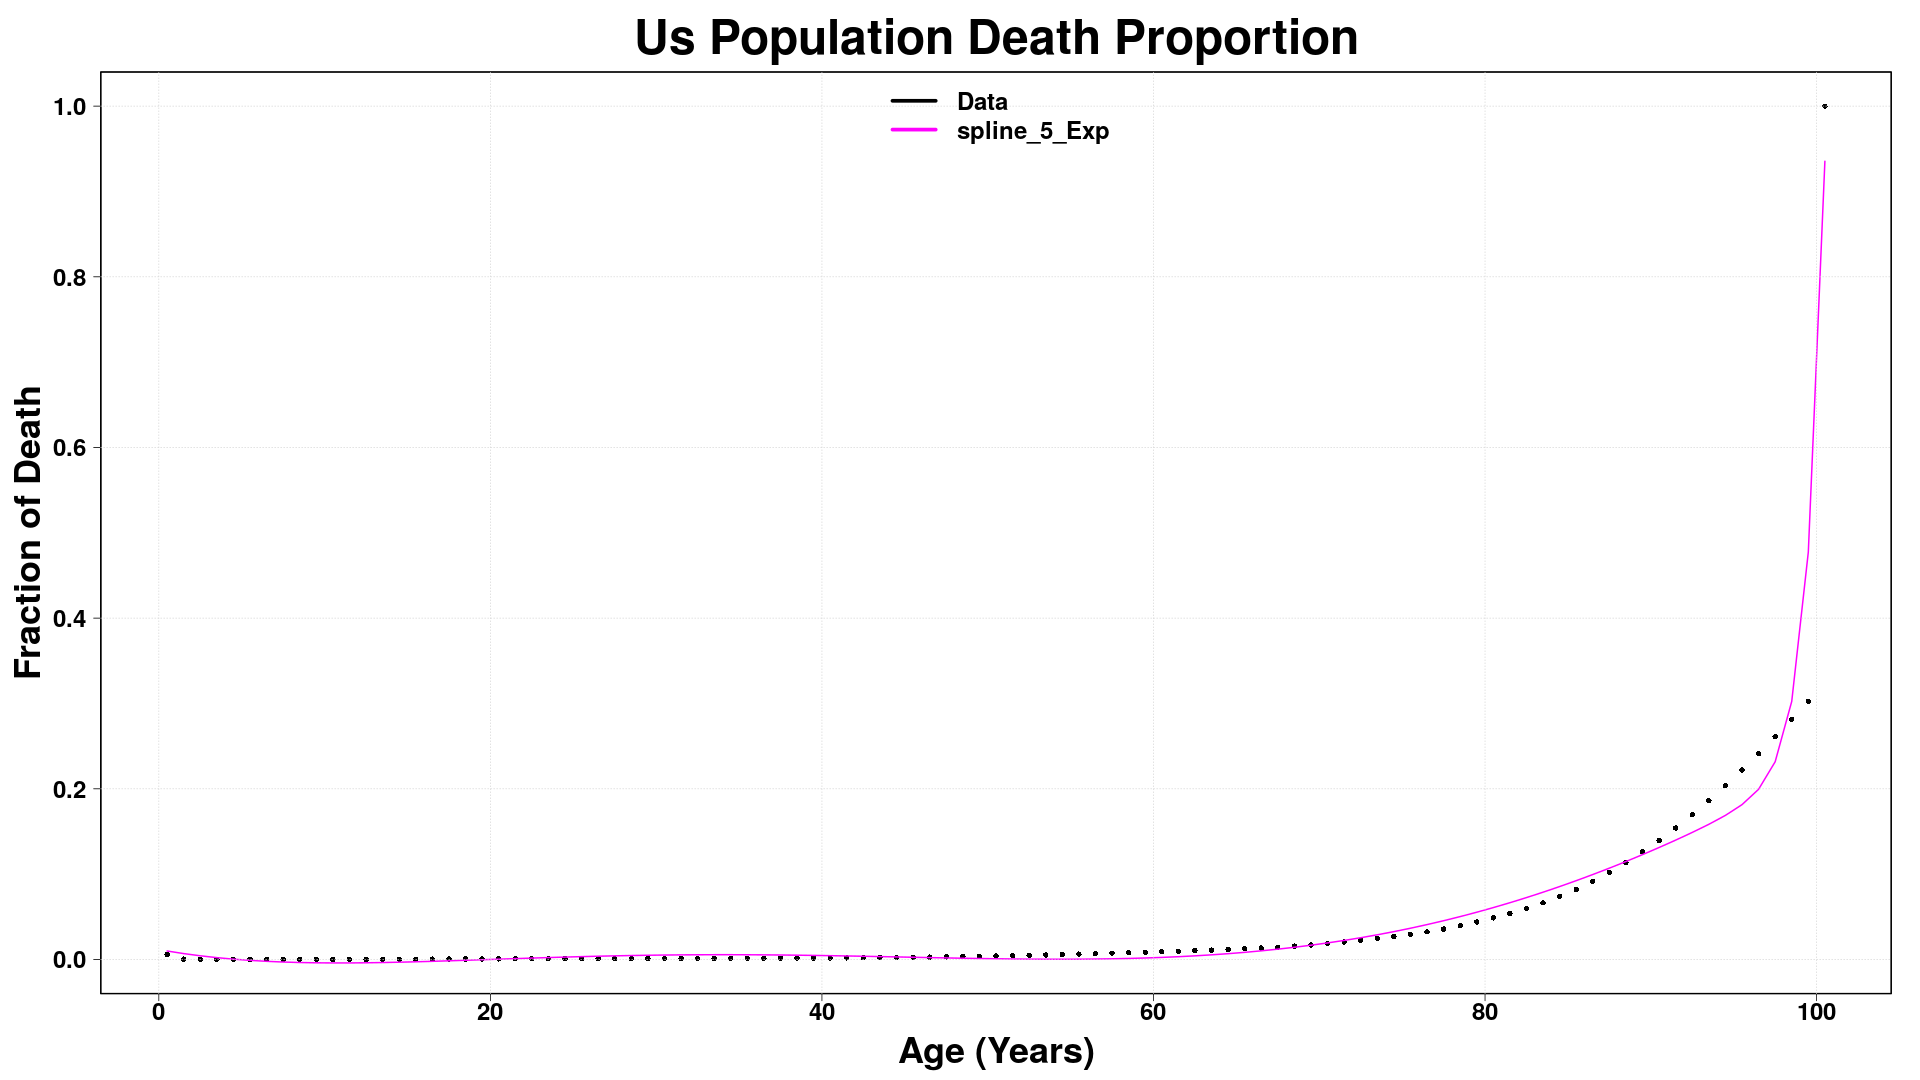 Us Population Death Proportion
Data
spline_5_Exp
1.0
0.8
0.6
0.4
0.2
0.0
Fraction of Death
0 20 40 60 80 100
Age (Years)